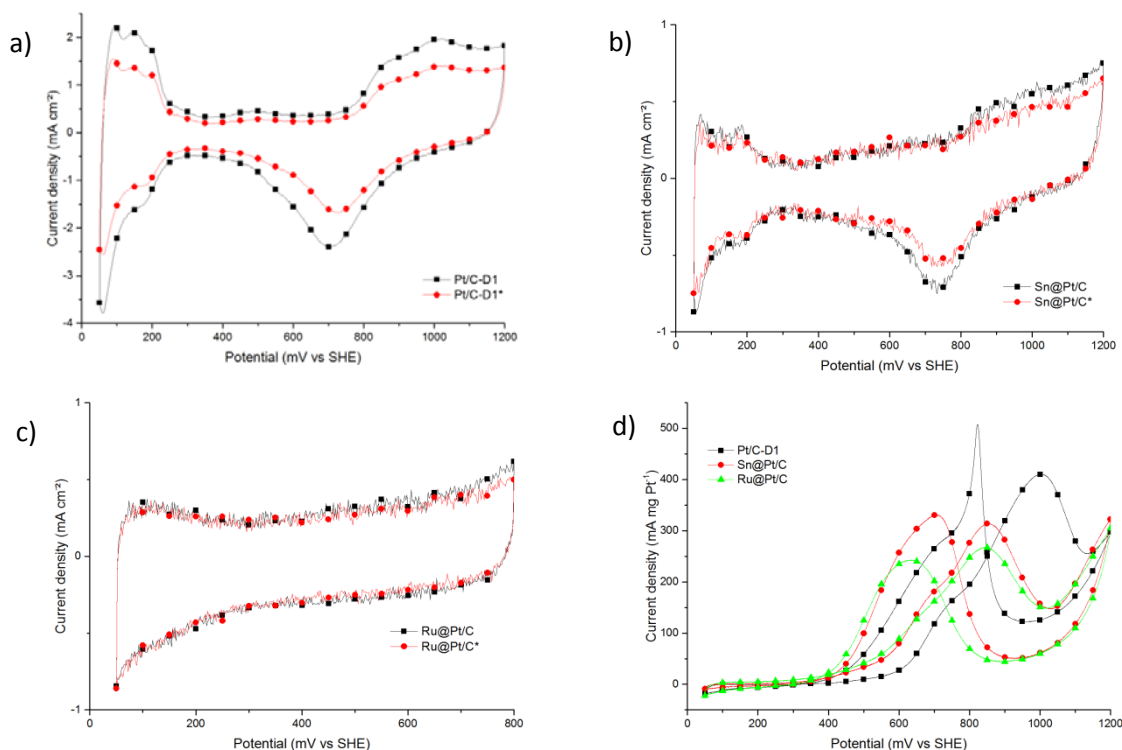 a)
2
1
0
-1
-2
-3
-4
Current density (mA cm⁻²)
Pt/C-D1
Pt/C-D1*
0 200 400 600 800 1000 1200
Potential (mV vs SHE)
b)
1
0
-1
Current density (mA cm⁻²)
Sn@Pt/C
Sn@Pt/C*
0 200 400 600 800 1000 1200
Potential (mV vs SHE)
c)
1
0
-1
Current density (mA cm⁻²)
Ru@Pt/C
Ru@Pt/C*
0 200 400 600 800
Potential (mV vs SHE)
d)
500
400
300
200
100
0
Current density (mA mg Pt⁻¹)
Pt/C-D1
Sn@Pt/C
Ru@Pt/C
0 200 400 600 800 1000 1200
Potential (mV vs SHE)